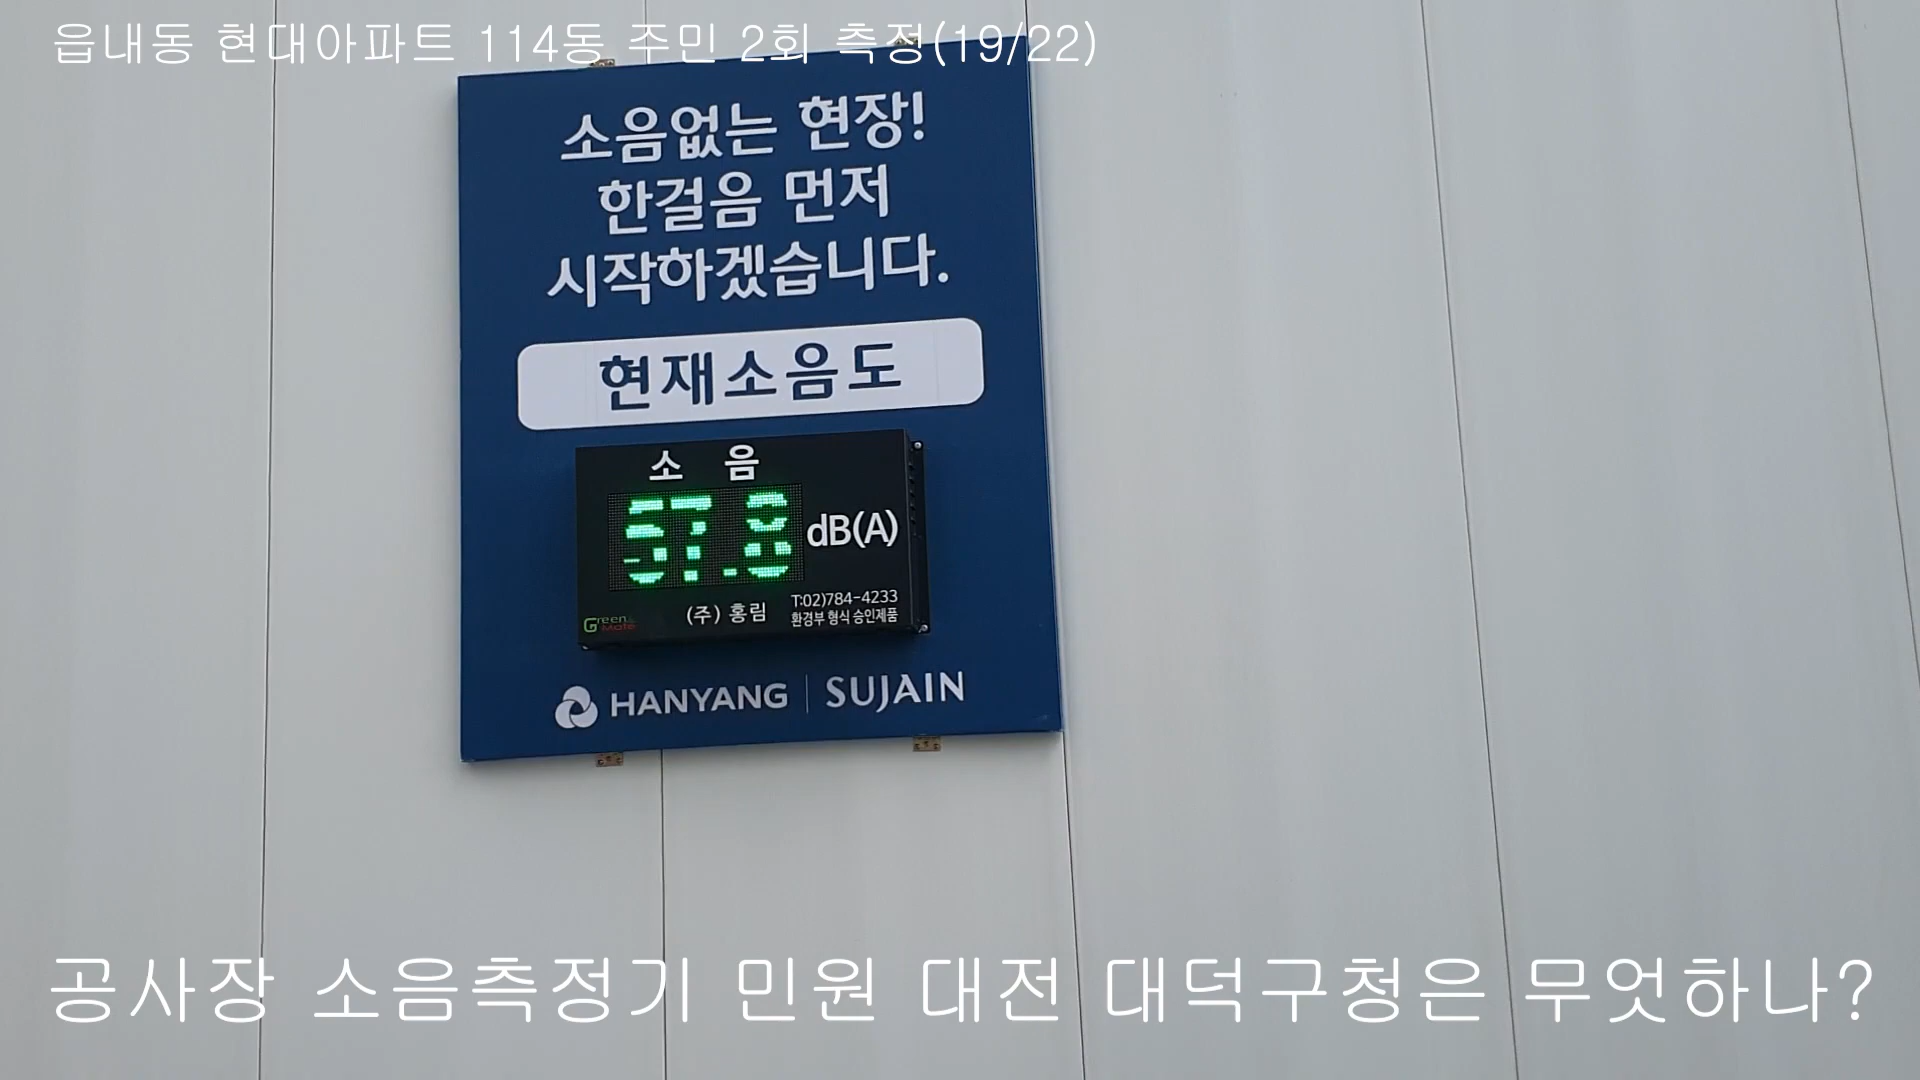 읍내동 현대아파트 114동 주민 2회 측정(19/22)
소음없는 현장!
한걸음 먼저
시작하겠습니다.
현재소음도
소 음
57.8 dB(A)
Green Mate (주) 홍림 T:02)784-4233
환경부 형식 승인제품
HANYANG | SUJAIN
공사장 소음측정기 민원 대전 대덕구청은 무엇하나?